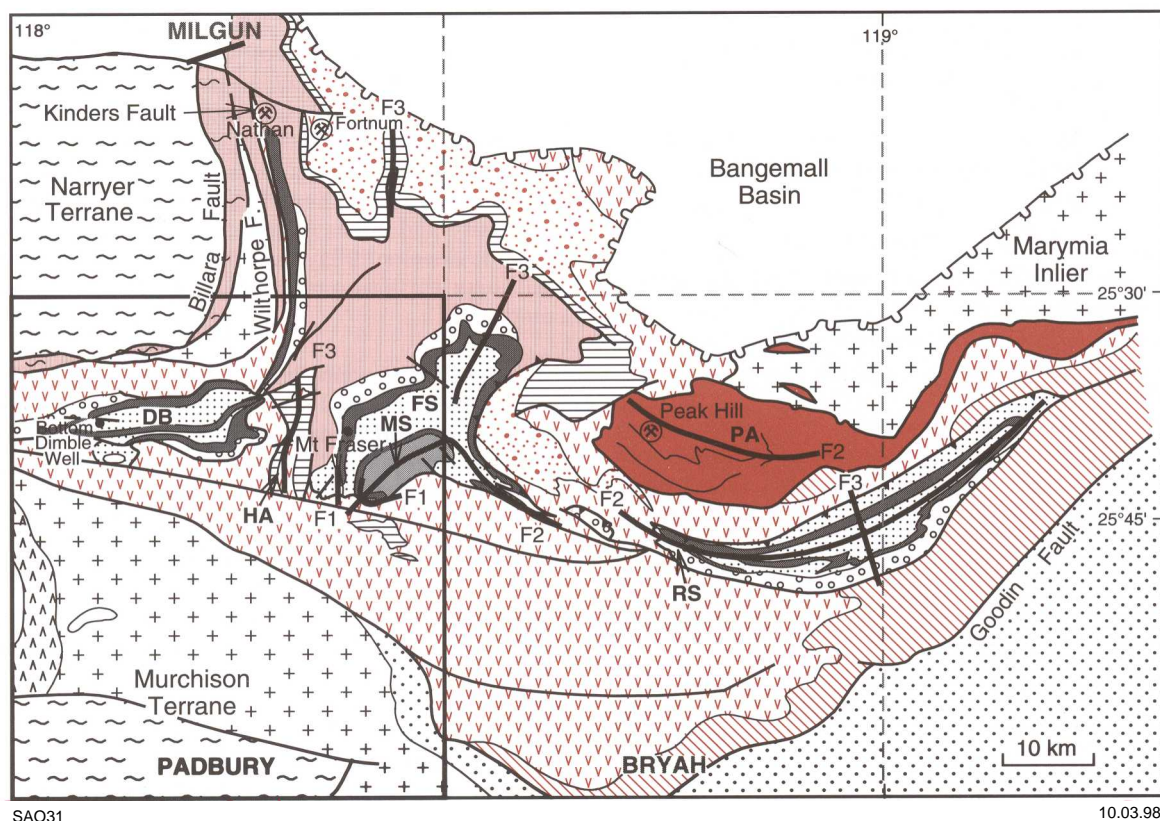 118°
MILGUN
119°
Kinders Fault
Nathan
F3
Fortnum
Narryer
Terrane
Bangemall
Basin
Marymia
Inlier
Billara Fault
Wilthorpe F.
F3
25°30'
F3
DB
FS
MS
Peak Hill
PA
F2
Bottom
Dimble
Well
Mt Fraser
F3
HA
F1
F1
F2
F2
25°45'
RS
Goodin Fault
Murchison
Terrane
PADBURY
BRYAH
10 km
SAO31
10.03.98